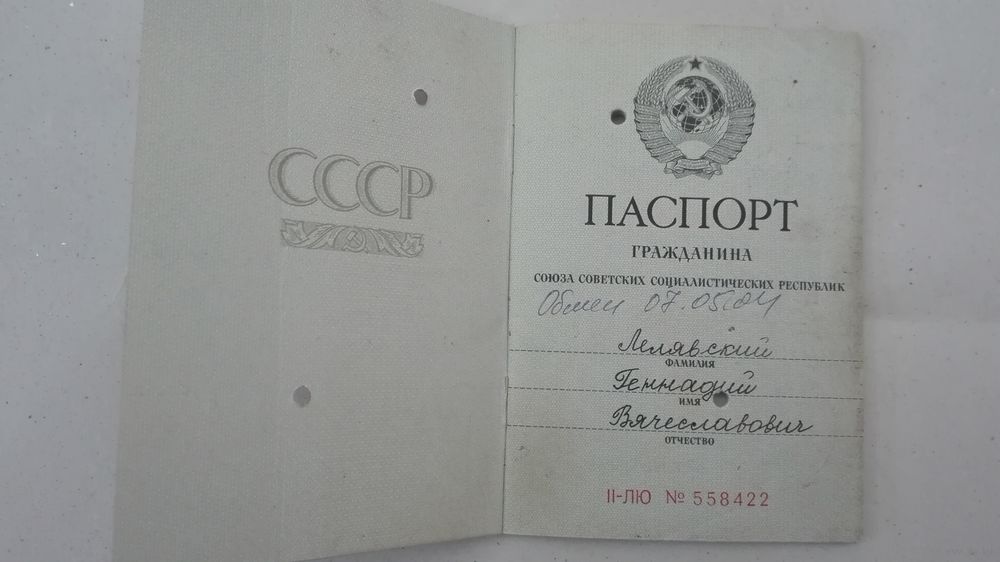 СССР
ПАСПОРТ
ГРАЖДАНИНА
СОЮЗА СОВЕТСКИХ СОЦИАЛИСТИЧЕСКИХ РЕСПУБЛИК
Обмен 07.05.04
Лелявский
ФАМИЛИЯ
Геннадий
ИМЯ
Вячеславович
ОТЧЕСТВО
II-ЛЮ № 558422